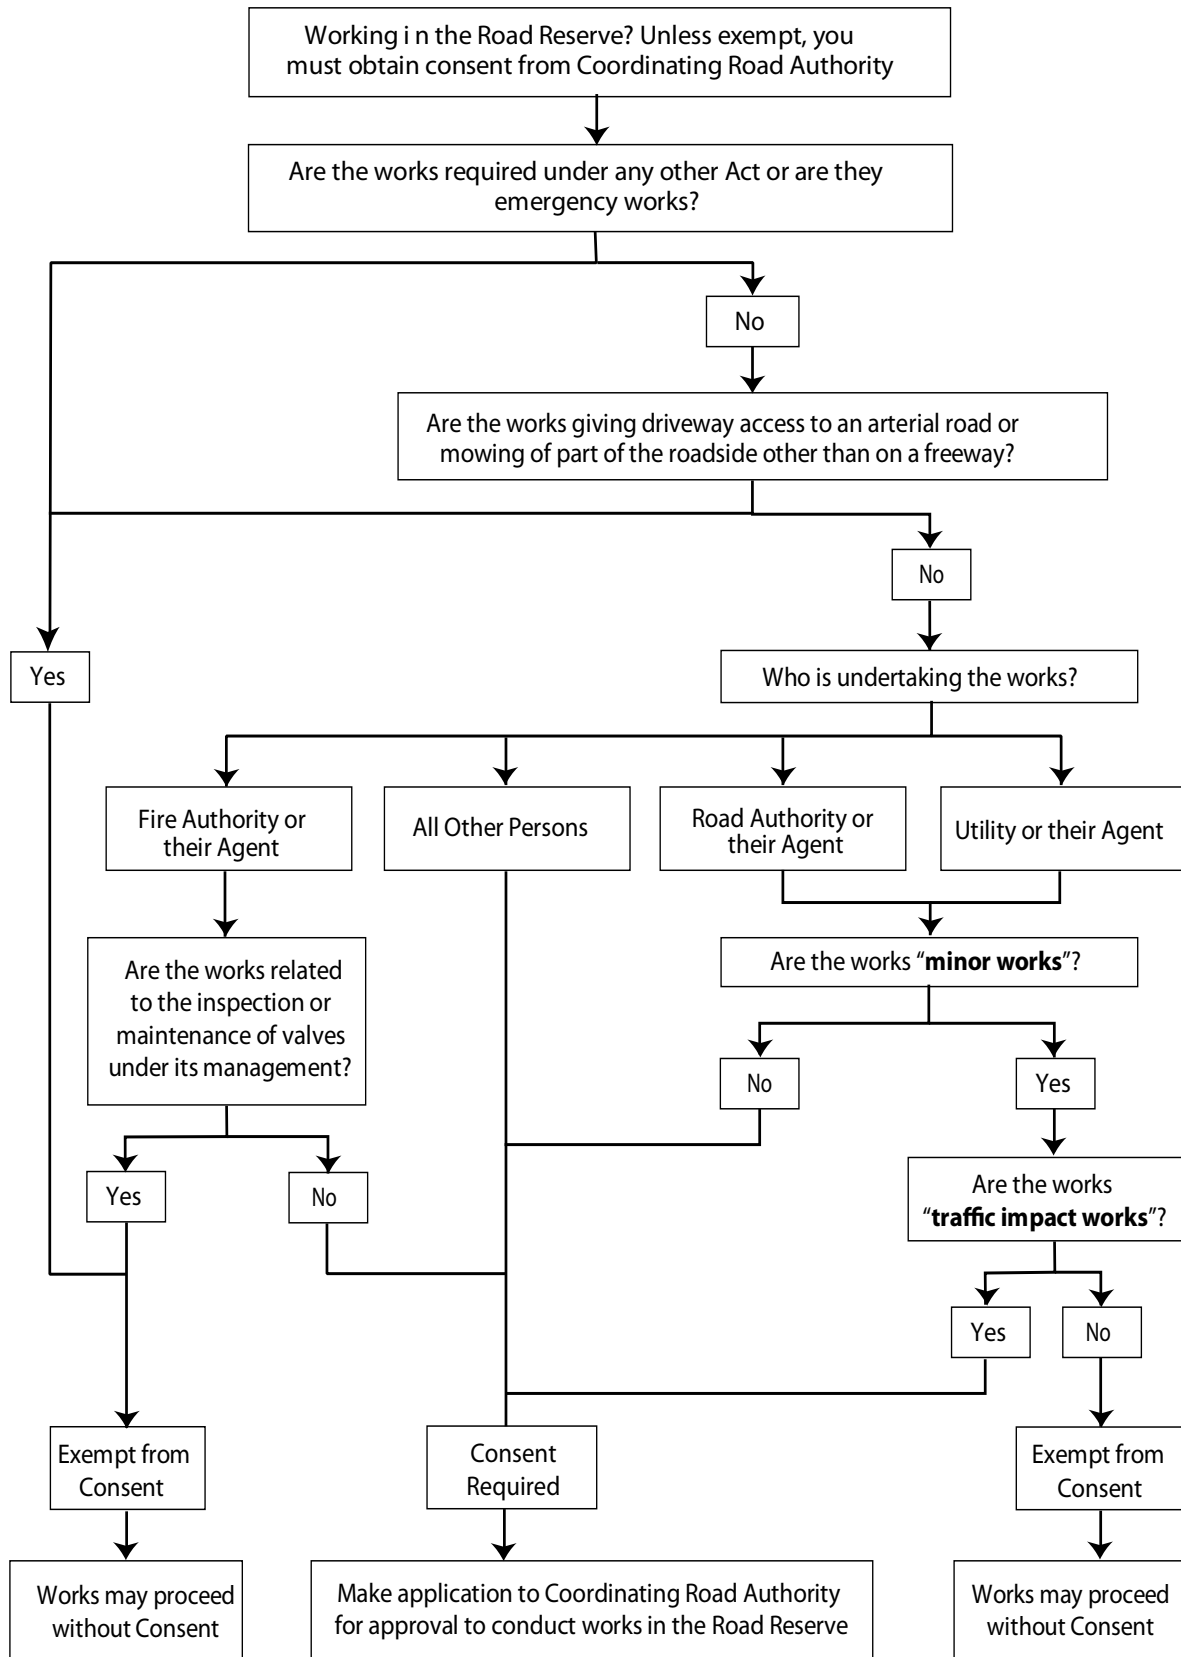 Working i n the Road Reserve? Unless exempt, you
must obtain consent from Coordinating Road Authority
Are the works required under any other Act or are they
emergency works?
No
Are the works giving driveway access to an arterial road or
mowing of part of the roadside other than on a freeway?
No
Yes
Who is undertaking the works?
Fire Authority or
their Agent
All Other Persons
Road Authority or
their Agent
Utility or their Agent
Are the works related
to the inspection or
maintenance of valves
under its management?
Are the works “minor works”?
No
Yes
Yes
No
Are the works
“traffic impact works”?
Yes
No
Exempt from
Consent
Consent
Required
Exempt from
Consent
Works may proceed
without Consent
Make application to Coordinating Road Authority
for approval to conduct works in the Road Reserve
Works may proceed
without Consent